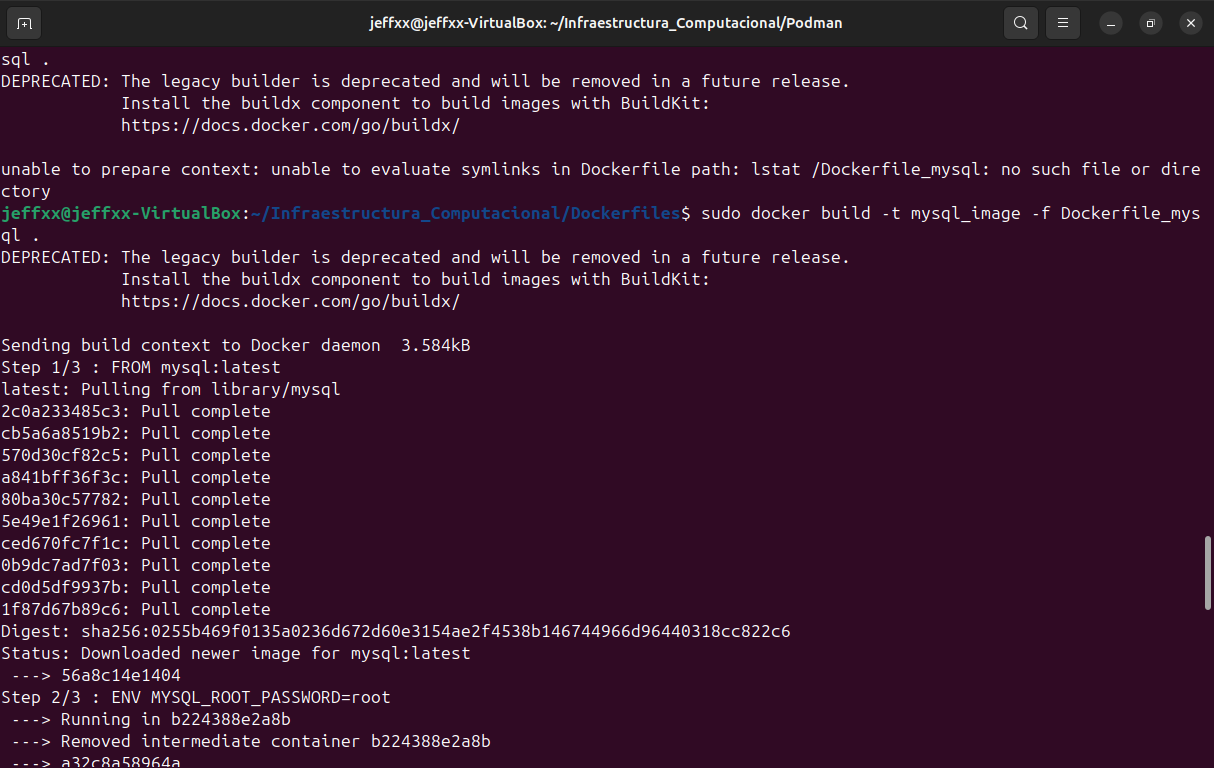 jeffxx@jeffxx-VirtualBox: ~/Infraestructura_Computacional/Podman
sql .
DEPRECATED: The legacy builder is deprecated and will be removed in a future release.
            Install the buildx component to build images with BuildKit:
            https://docs.docker.com/go/buildx/

unable to prepare context: unable to evaluate symlinks in Dockerfile path: lstat /Dockerfile_mysql: no such file or dire
ctory
jeffxx@jeffxx-VirtualBox:~/Infraestructura_Computacional/Dockerfiles$ sudo docker build -t mysql_image -f Dockerfile_mys
ql .
DEPRECATED: The legacy builder is deprecated and will be removed in a future release.
            Install the buildx component to build images with BuildKit:
            https://docs.docker.com/go/buildx/

Sending build context to Docker daemon  3.584kB
Step 1/3 : FROM mysql:latest
latest: Pulling from library/mysql
2c0a233485c3: Pull complete
cb5a6a8519b2: Pull complete
570d30cf82c5: Pull complete
a841bff36f3c: Pull complete
80ba30c57782: Pull complete
5e49e1f26961: Pull complete
ced670fc7f1c: Pull complete
0b9dc7ad7f03: Pull complete
cd0d5df9937b: Pull complete
1f87d67b89c6: Pull complete
Digest: sha256:0255b469f0135a0236d672d60e3154ae2f4538b146744966d96440318cc822c6
Status: Downloaded newer image for mysql:latest
 ---> 56a8c14e1404
Step 2/3 : ENV MYSQL_ROOT_PASSWORD=root
 ---> Running in b224388e2a8b
 ---> Removed intermediate container b224388e2a8b
 ---> a32c8a58964a